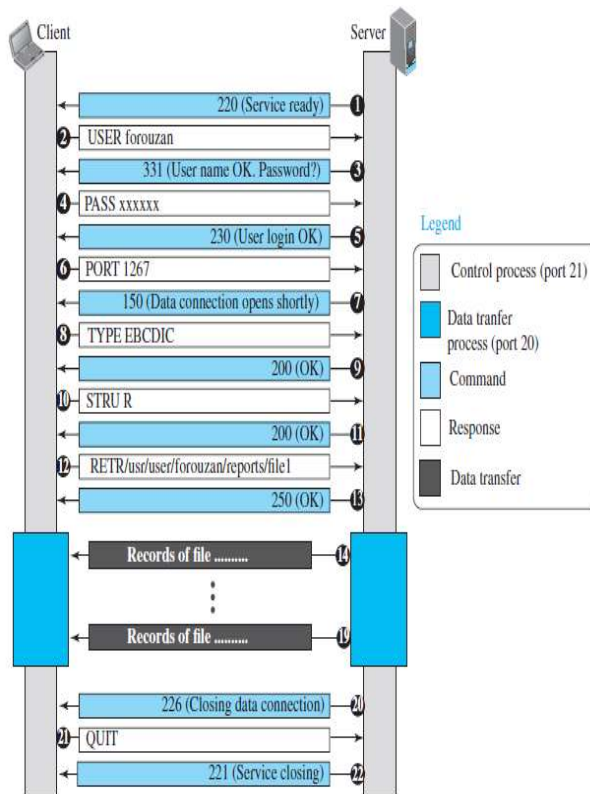 Client
Server
220 (Service ready) 1
2 USER forouzan
331 (User name OK. Password?) 3
4 PASS xxxxxx
230 (User login OK) 5
6 PORT 1267
150 (Data connection opens shortly) 7
8 TYPE EBCDIC
200 (OK) 9
10 STRU R
200 (OK) 11
12 RETR/usr/user/forouzan/reports/file1
250 (OK) 13
Records of file .......... 14
Records of file .......... 19
226 (Closing data connection) 20
21 QUIT
221 (Service closing) 22
Legend
Control process (port 21)
Data tranfer
process (port 20)
Command
Response
Data transfer